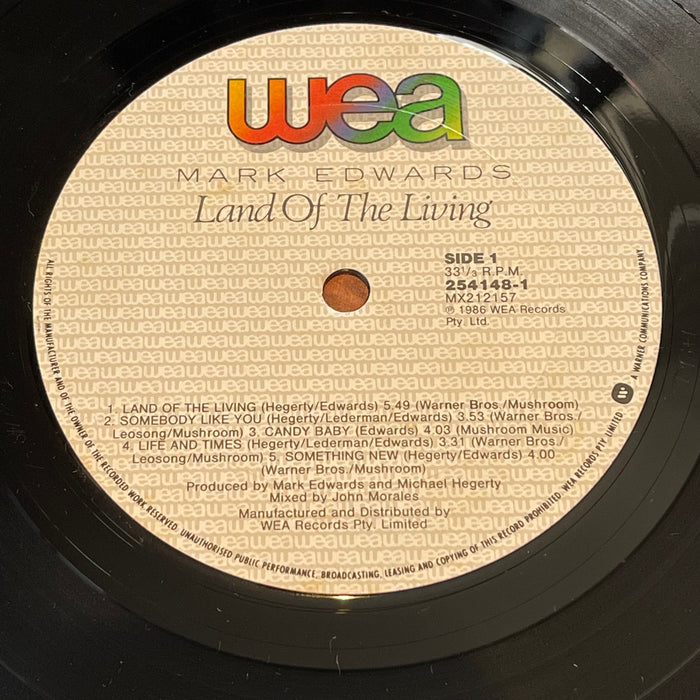 wea
MARK EDWARDS
Land Of The Living
SIDE 1
33⅓ R.P.M.
254148-1
MX212157
℗ 1986 WEA Records
Pty. Ltd.
1. LAND OF THE LIVING (Hegerty/Edwards) 5.49 (Warner Bros./Mushroom)
2. SOMEBODY LIKE YOU (Hegerty/Lederman/Edwards) 3.53 (Warner Bros./
Leosong/Mushroom) 3. CANDY BABY (Edwards) 4.03 (Mushroom Music)
4. LIFE AND TIMES (Hegerty/Lederman/Edwards) 3.31 (Warner Bros./
Leosong/Mushroom) 5. SOMETHING NEW (Hegerty/Edwards) 4.00
(Warner Bros./Mushroom)
Produced by Mark Edwards and Michael Hegerty
Mixed by John Morales
Manufactured and Distributed by
WEA Records Pty. Limited
ALL RIGHTS OF THE MANUFACTURER AND OF THE OWNER OF THE RECORDED WORK RESERVED. UNAUTHORISED PUBLIC PERFORMANCE, BROADCASTING, LEASING AND COPYING OF THIS RECORD PROHIBITED. WEA RECORDS PTY. LIMITED
A WARNER COMMUNICATIONS COMPANY